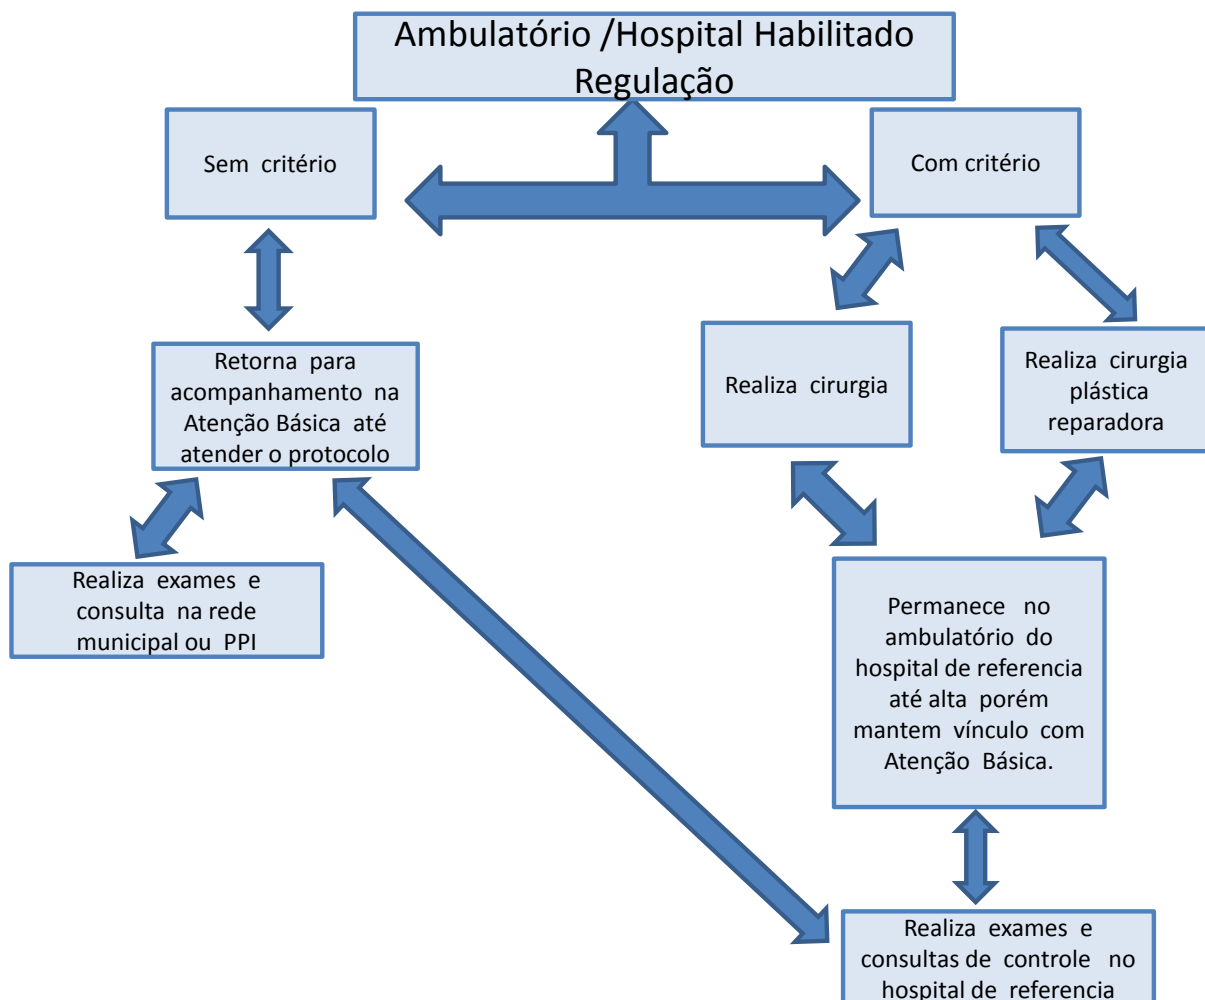 Ambulatório /Hospital Habilitado
Regulação
Sem critério
Com critério
Retorna para
acompanhamento na
Atenção Básica até
atender o protocolo
Realiza cirurgia
Realiza cirurgia
plástica
reparadora
Realiza exames e
consulta na rede
municipal ou PPI
Permanece no
ambulatório do
hospital de referencia
até alta porém
mantem vínculo com
Atenção Básica.
Realiza exames e
consultas de controle no
hospital de referencia